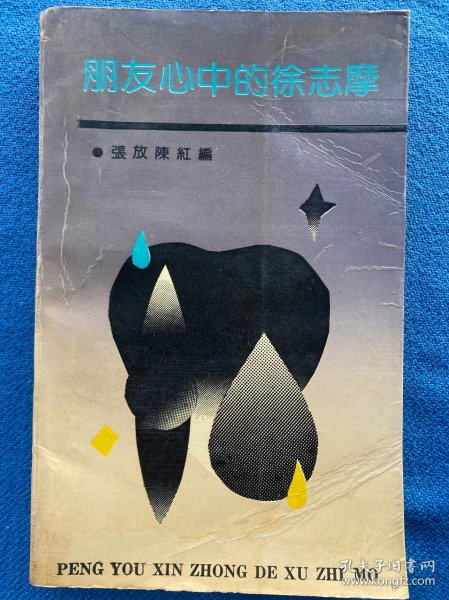 朋友心中的徐志摩
● 張放陳紅編
PENG YOU XIN ZHONG DE XU ZHI MO
孔夫子旧书网
kongfz.com